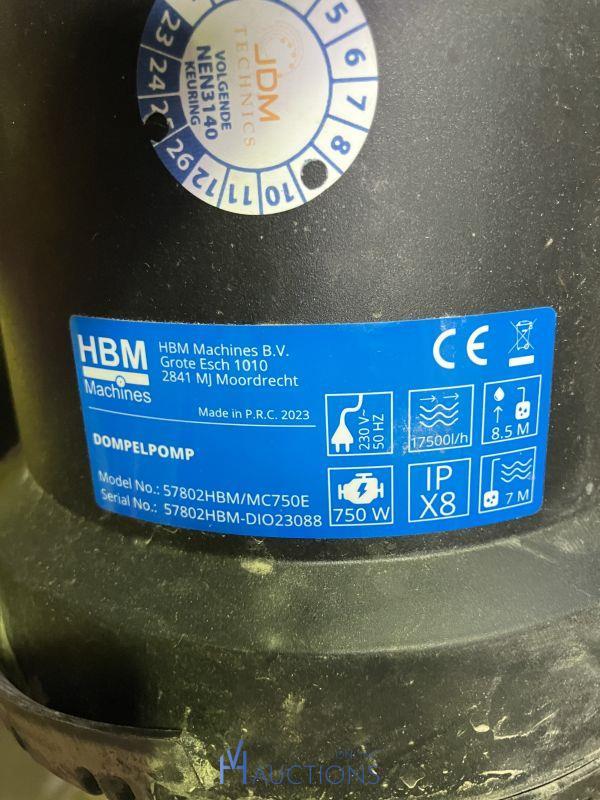 5
6
7
8
10
11
12
26
25
24
23
JDM
TECHNICS
VOLGENDE
NEN3140
KEURING
HBM
Machines
HBM Machines B.V.
Grote Esch 1010
2841 MJ Moordrecht
CE
Made in P.R.C. 2023
DOMPELPOMP
Model No.: 57802HBM/MC750E
Serial No.: 57802HBM-DIO23088
230 V~
50 HZ
17500l/h
8.5 M
750 W
IP
X8
7 M
AUCTIONS